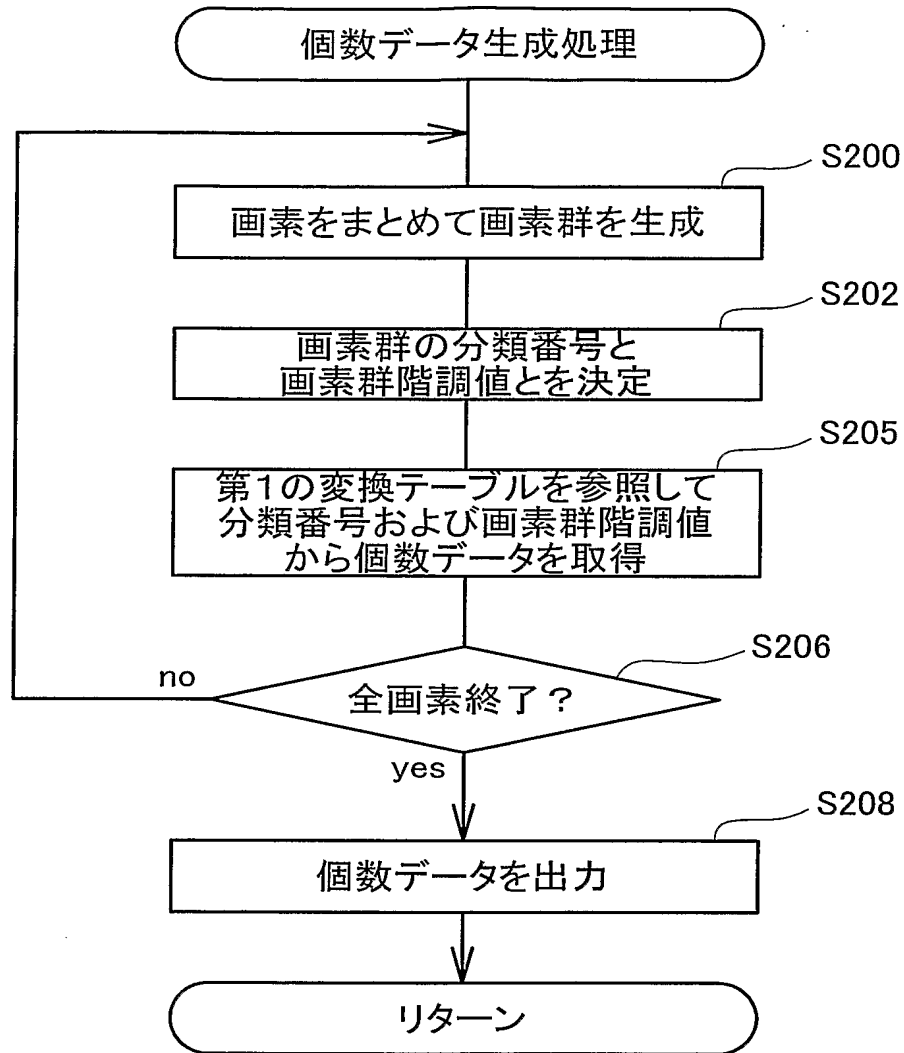 個数データ生成処理
S200
画素をまとめて画素群を生成
S202
画素群の分類番号と
画素群階調値とを決定
S205
第1の変換テーブルを参照して
分類番号および画素群階調値
から個数データを取得
S206
no
全画素終了?
yes
S208
個数データを出力
リターン